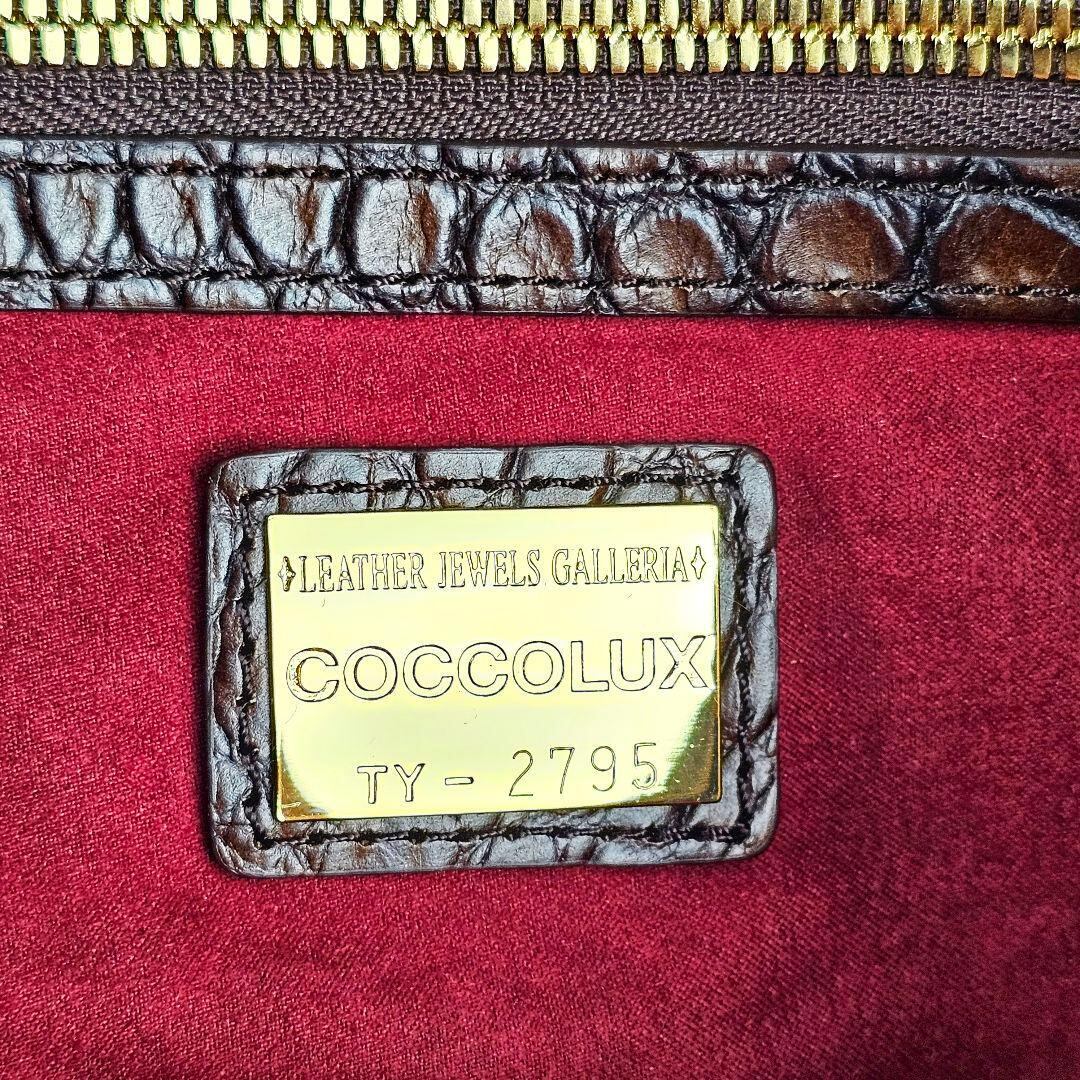 LEATHER JEWELS GALLERIA
COCCOLUX
TY - 2795